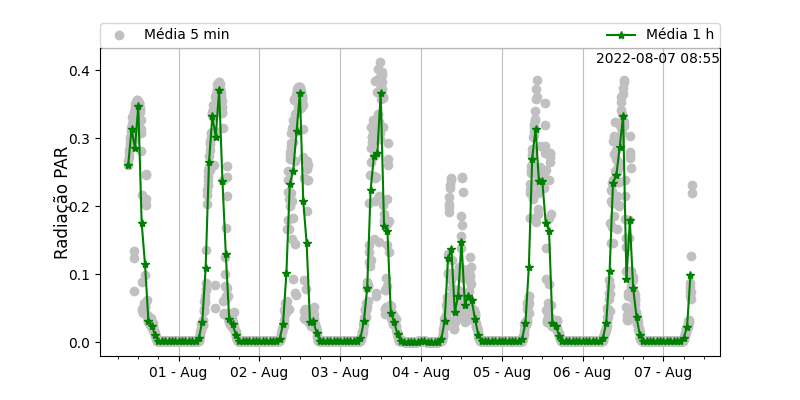 Média 5 min
Média 1 h
2022-08-07 08:55
Radiação PAR
0.4
0.3
0.2
0.1
0.0
01 - Aug
02 - Aug
03 - Aug
04 - Aug
05 - Aug
06 - Aug
07 - Aug